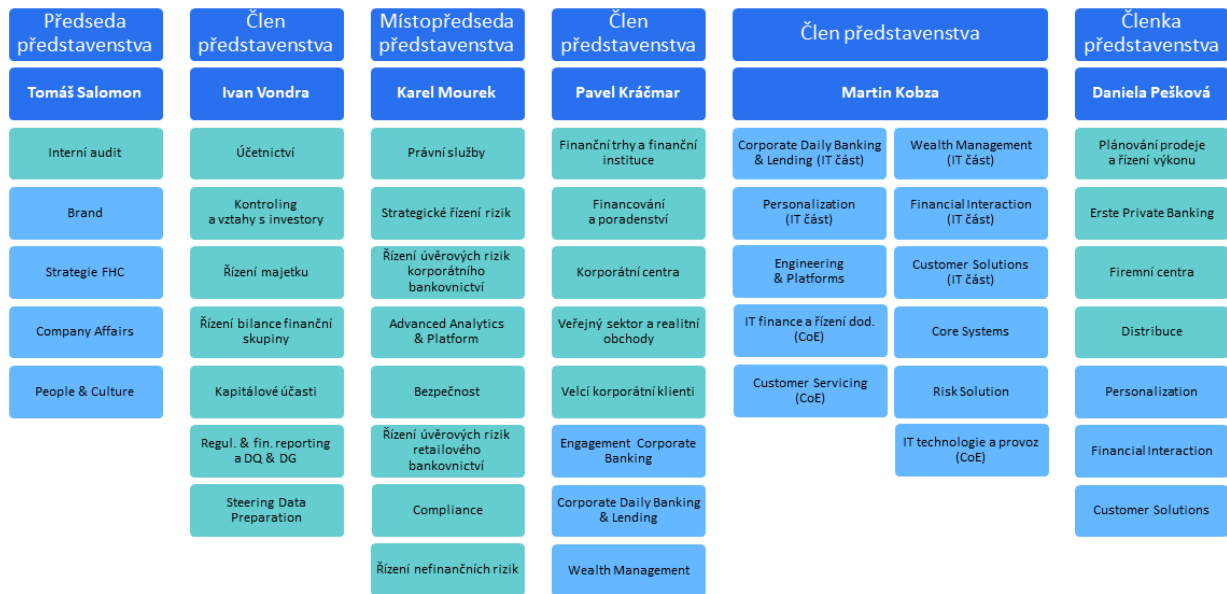 Předseda
představenstva
Tomáš Salomon
Interní audit
Brand
Strategie FHC
Company Affairs
People & Culture
Člen
představenstva
Ivan Vondra
Účetnictví
Kontroling
a vztahy s investory
Řízení majetku
Řízení bilance finanční
skupiny
Kapitálové účasti
Regul. & fin. reporting
a DQ & DG
Steering Data
Preparation
Místopředseda
představenstva
Karel Mourek
Právní služby
Strategické řízení rizik
Řízení úvěrových rizik
korporátního
bankovnictví
Advanced Analytics
& Platform
Bezpečnost
Řízení úvěrových rizik
retailového
bankovnictví
Compliance
Řízení nefinančních rizik
Člen
představenstva
Pavel Kráčmar
Finanční trhy a finanční
instituce
Financování
a poradenství
Korporátní centra
Veřejný sektor a realitní
obchody
Velcí korporátní klienti
Engagement Corporate
Banking
Corporate Daily Banking
& Lending
Wealth Management
Člen představenstva
Martin Kobza
Corporate Daily Banking
& Lending (IT část)
Personalization
(IT část)
Engineering
& Platforms
IT finance a řízení dod.
(CoE)
Customer Servicing
(CoE)
Wealth Management
(IT část)
Financial Interaction
(IT část)
Customer Solutions
(IT část)
Core Systems
Risk Solution
IT technologie a provoz
(CoE)
Členka
představenstva
Daniela Pešková
Plánování prodeje
a řízení výkonu
Erste Private Banking
Firemní centra
Distribuce
Personalization
Financial Interaction
Customer Solutions